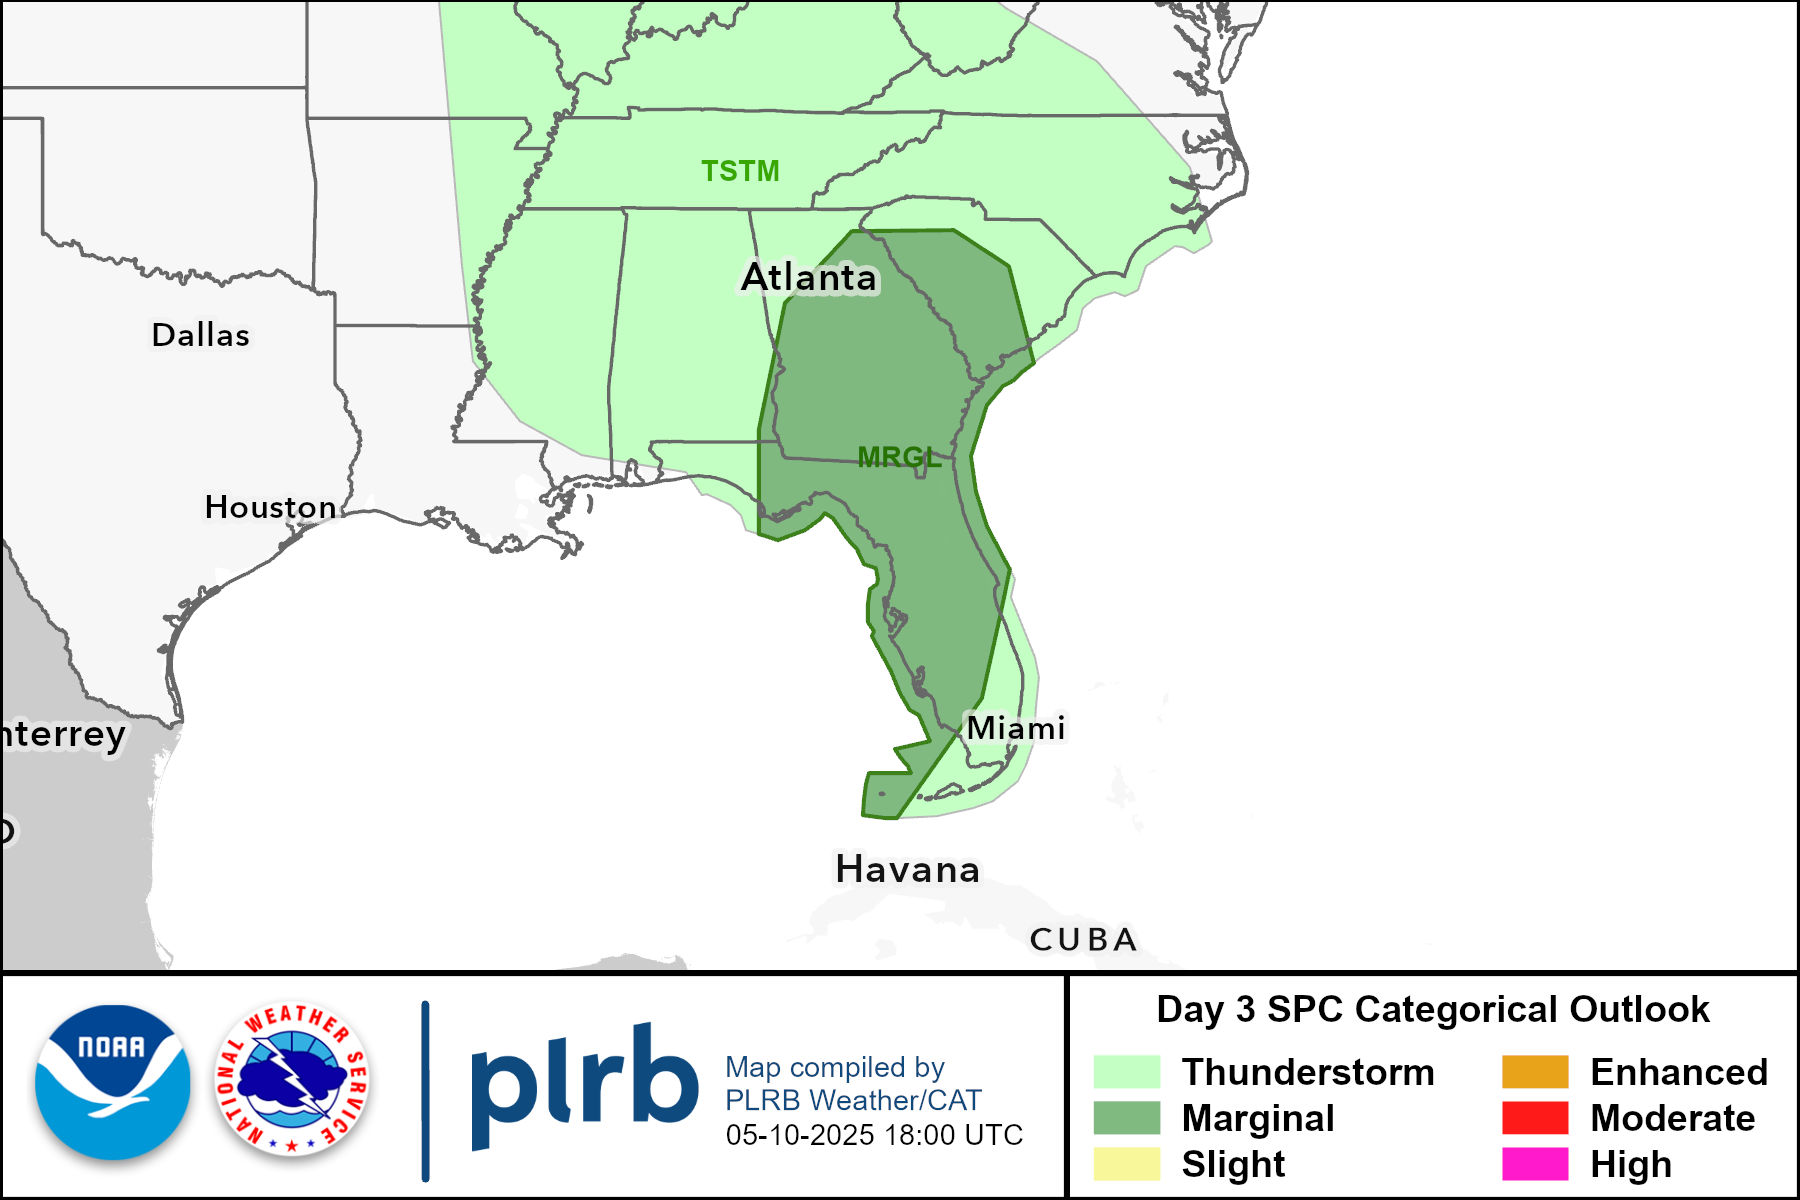 TSTM
Atlanta
Dallas
MRGL
Houston
Miami
nterrey
Havana
CUBA
NOAA
NATIONAL WEATHER SERVICE
plrb
Map compiled by
PLRB Weather/CAT
05-10-2025 18:00 UTC
Day 3 SPC Categorical Outlook
Thunderstorm
Marginal
Slight
Enhanced
Moderate
High